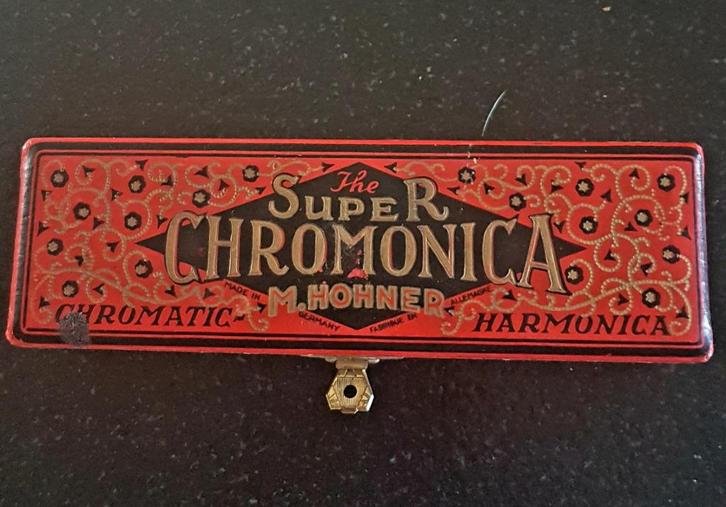 The
SUPER
CHROMONICA
M. HOHNER
MADE IN GERMANY
FABRIQUE EN ALLEMAGNE
CHROMATIC- HARMONICA